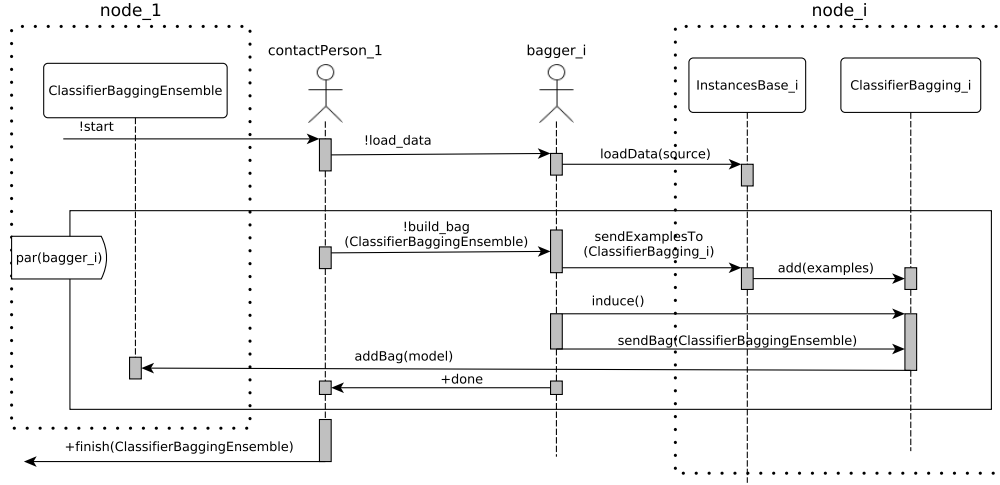 node_1
node_i
contactPerson_1
bagger_i
ClassifierBaggingEnsemble
InstancesBase_i
ClassifierBagging_i
!start
!load_data
loadData(source)
!build_bag
(ClassifierBaggingEnsemble)
sendExamplesTo
(ClassifierBagging_i)
par(bagger_i)
add(examples)
induce()
sendBag(ClassifierBaggingEnsemble)
addBag(model)
+done
+finish(ClassifierBaggingEnsemble)